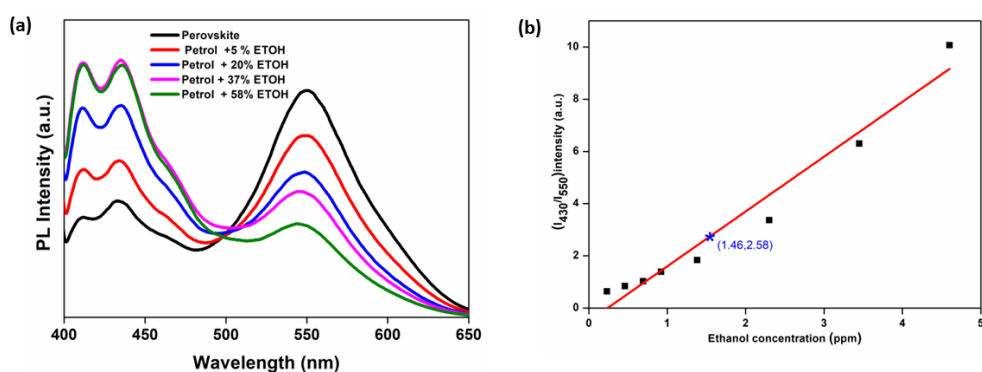 (a)
Perovskite
Petrol +5 % ETOH
Petrol + 20% ETOH
Petrol + 37% ETOH
Petrol + 58% ETOH
PL Intensity (a.u.)
400 450 500 550 600 650
Wavelength (nm)
(b)
10
8
6
4
2
0
(I430/I550)intensity (a.u.)
(1.46,2.58)
0 1 2 3 4 5
Ethanol concentration (ppm)